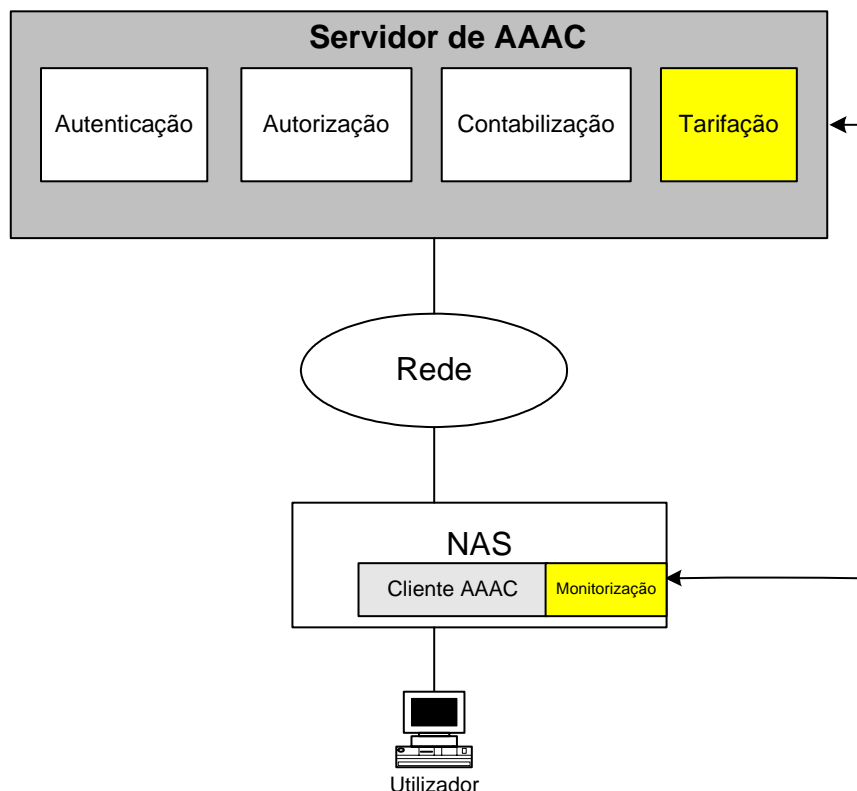 Servidor de AAAC
Autenticação
Autorização
Contabilização
Tarifação
Rede
NAS
Cliente AAAC
Monitorização
Utilizador